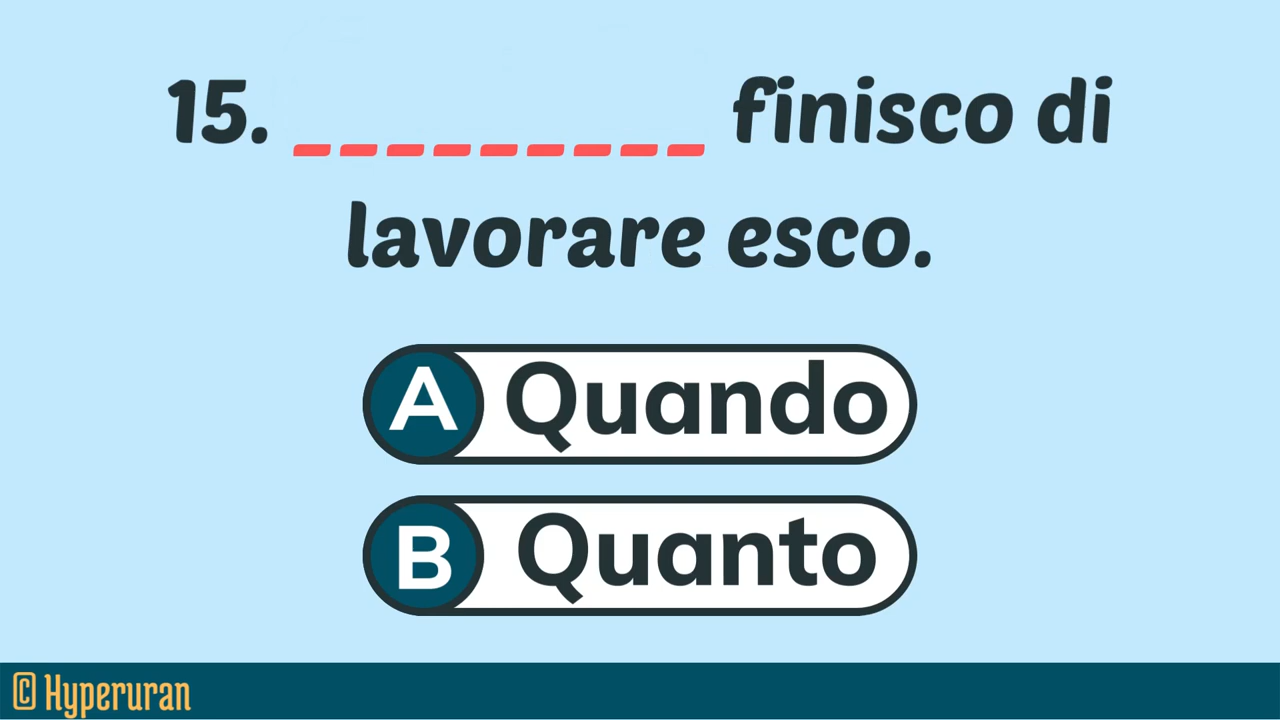 15. _________ finisco di
lavorare esco.
A Quando
B Quanto
© Hyperuran